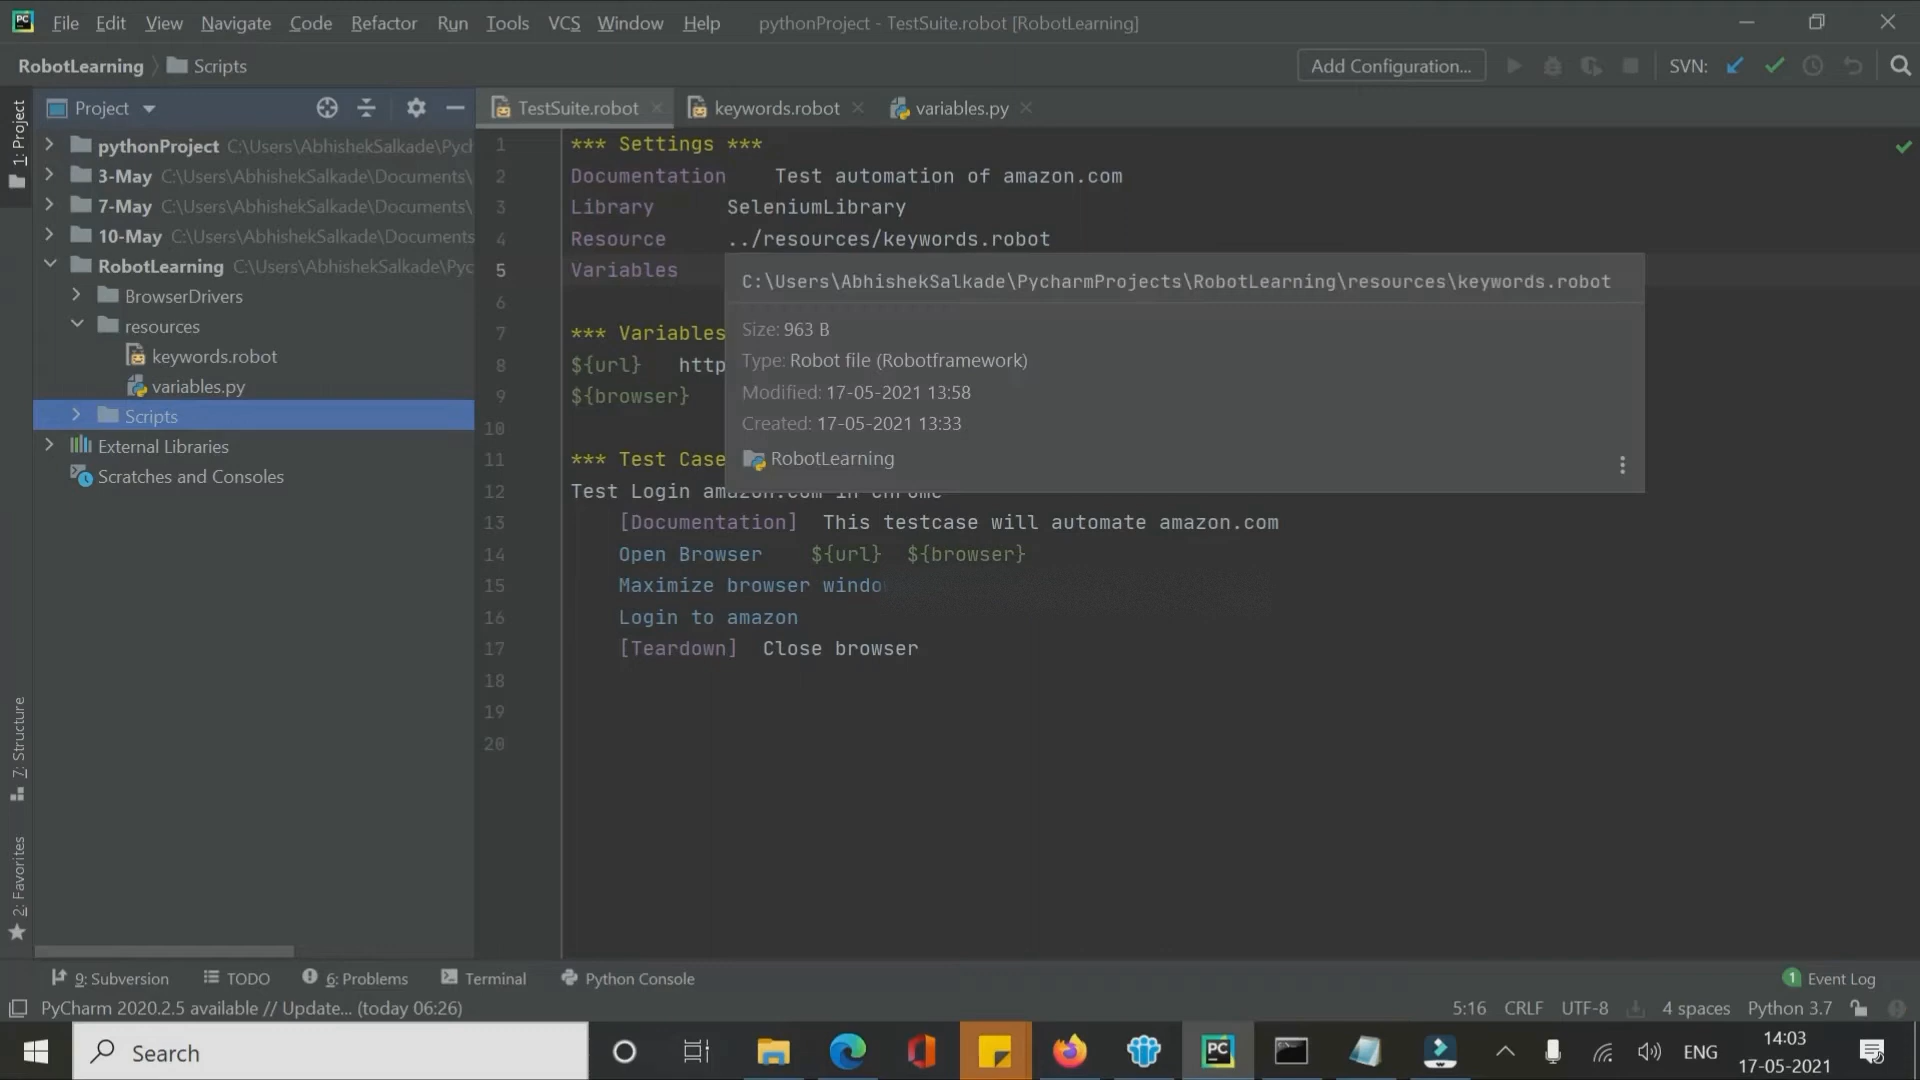 File Edit View Navigate Code Refactor Run Tools VCS Window Help pythonProject - TestSuite.robot [RobotLearning]
RobotLearning Scripts Add Configuration... SVN:
Project TestSuite.robot keywords.robot variables.py
1: Project
7: Structure
2: Favorites
pythonProject C:\Users\AbhishekSalkade\Pych
3-May C:\Users\AbhishekSalkade\Documents\
7-May C:\Users\AbhishekSalkade\Documents\
10-May C:\Users\AbhishekSalkade\Documents
RobotLearning C:\Users\AbhishekSalkade\Pyc
BrowserDrivers
resources
keywords.robot
variables.py
Scripts
External Libraries
Scratches and Consoles
1 *** Settings ***
2 Documentation Test automation of amazon.com
3 Library SeleniumLibrary
4 Resource ../resources/keywords.robot
5 Variables
6
7 *** Variables
8 ${url} http
9 ${browser}
10
11 *** Test Case
12 Test Login amazon.com in chrome
13 [Documentation] This testcase will automate amazon.com
14 Open Browser ${url} ${browser}
15 Maximize browser windo
16 Login to amazon
17 [Teardown] Close browser
18
19
20
C:\Users\AbhishekSalkade\PycharmProjects\RobotLearning\resources\keywords.robot
Size: 963 B
Type: Robot file (Robotframework)
Modified: 17-05-2021 13:58
Created: 17-05-2021 13:33
RobotLearning
9: Subversion TODO 6: Problems Terminal Python Console 1 Event Log
PyCharm 2020.2.5 available // Update... (today 06:26) 5:16 CRLF UTF-8 4 spaces Python 3.7
Search PC ENG 14:03
17-05-2021